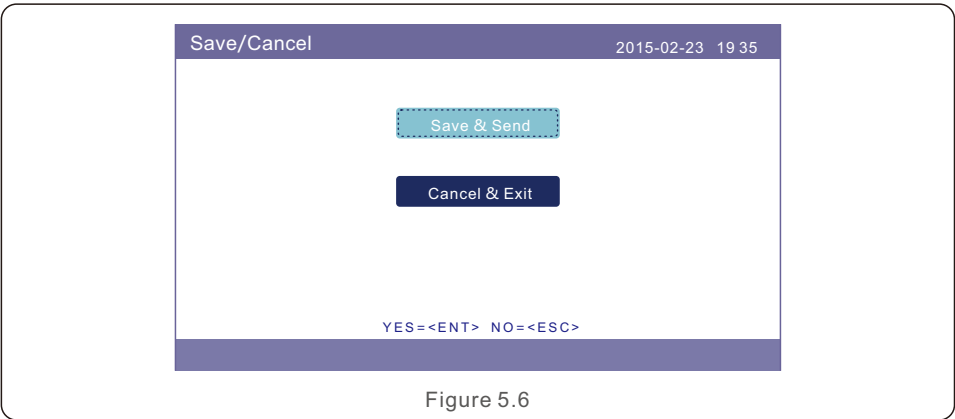 Save/Cancel 2015-02-23 19 35
Save & Send
Cancel & Exit
YES=<ENT> NO=<ESC>
Figure 5.6